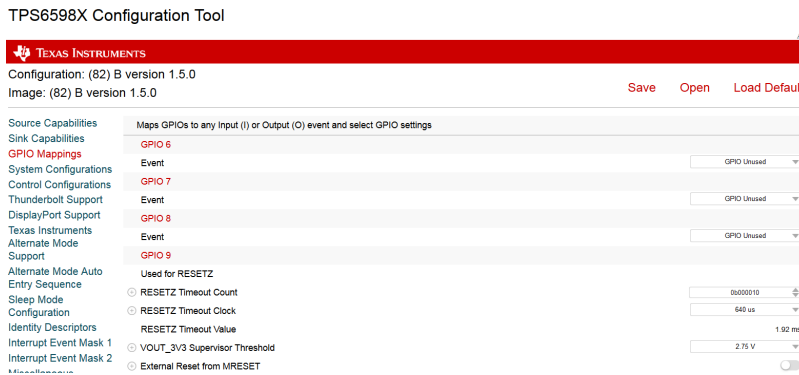 TPS6598X Configuration Tool
TEXAS INSTRUMENTS
Configuration: (82) B version 1.5.0
Image: (82) B version 1.5.0
Save Open Load Defaul
Source Capabilities
Sink Capabilities
GPIO Mappings
System Configurations
Control Configurations
Thunderbolt Support
DisplayPort Support
Texas Instruments
Alternate Mode
Support
Alternate Mode Auto
Entry Sequence
Sleep Mode
Configuration
Identity Descriptors
Interrupt Event Mask 1
Interrupt Event Mask 2
Miscellaneous
Maps GPIOs to any Input (I) or Output (O) event and select GPIO settings
GPIO 6
Event GPIO Unused
GPIO 7
Event GPIO Unused
GPIO 8
Event GPIO Unused
GPIO 9
Used for RESETZ
RESETZ Timeout Count 0b000010
RESETZ Timeout Clock 640 us
RESETZ Timeout Value 1.92 ms
VOUT_3V3 Supervisor Threshold 2.75 V
External Reset from MRESET